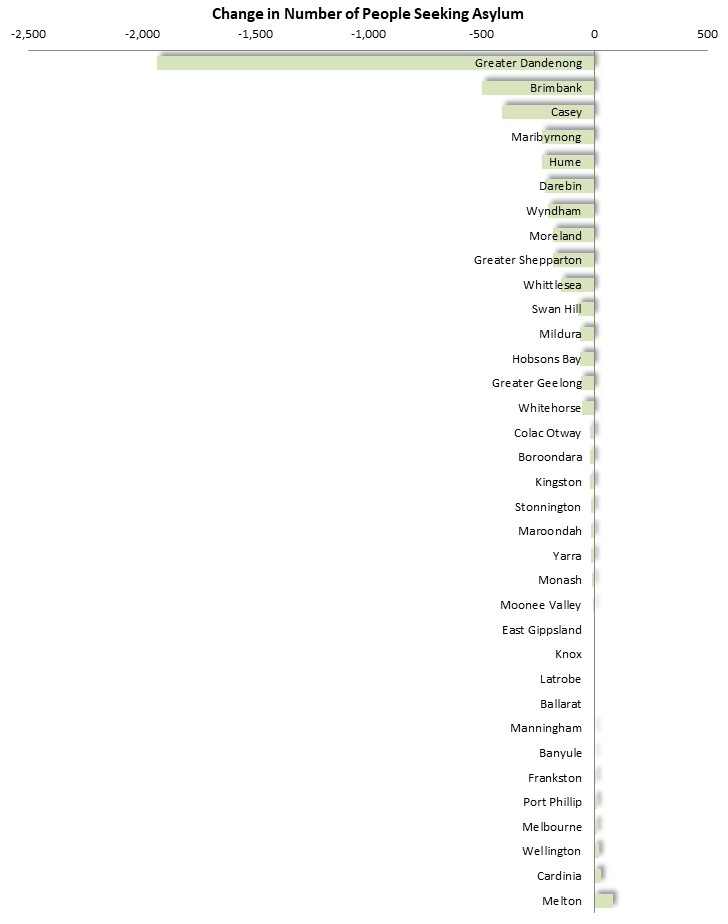 Change in Number of People Seeking Asylum
-2,500 -2,000 -1,500 -1,000 -500 0 500
Greater Dandenong
Brimbank
Casey
Maribyrnong
Hume
Darebin
Wyndham
Moreland
Greater Shepparton
Whittlesea
Swan Hill
Mildura
Hobsons Bay
Greater Geelong
Whitehorse
Colac Otway
Boroondara
Kingston
Stonnington
Maroondah
Yarra
Monash
Moonee Valley
East Gippsland
Knox
Latrobe
Ballarat
Manningham
Banyule
Frankston
Port Phillip
Melbourne
Wellington
Cardinia
Melton